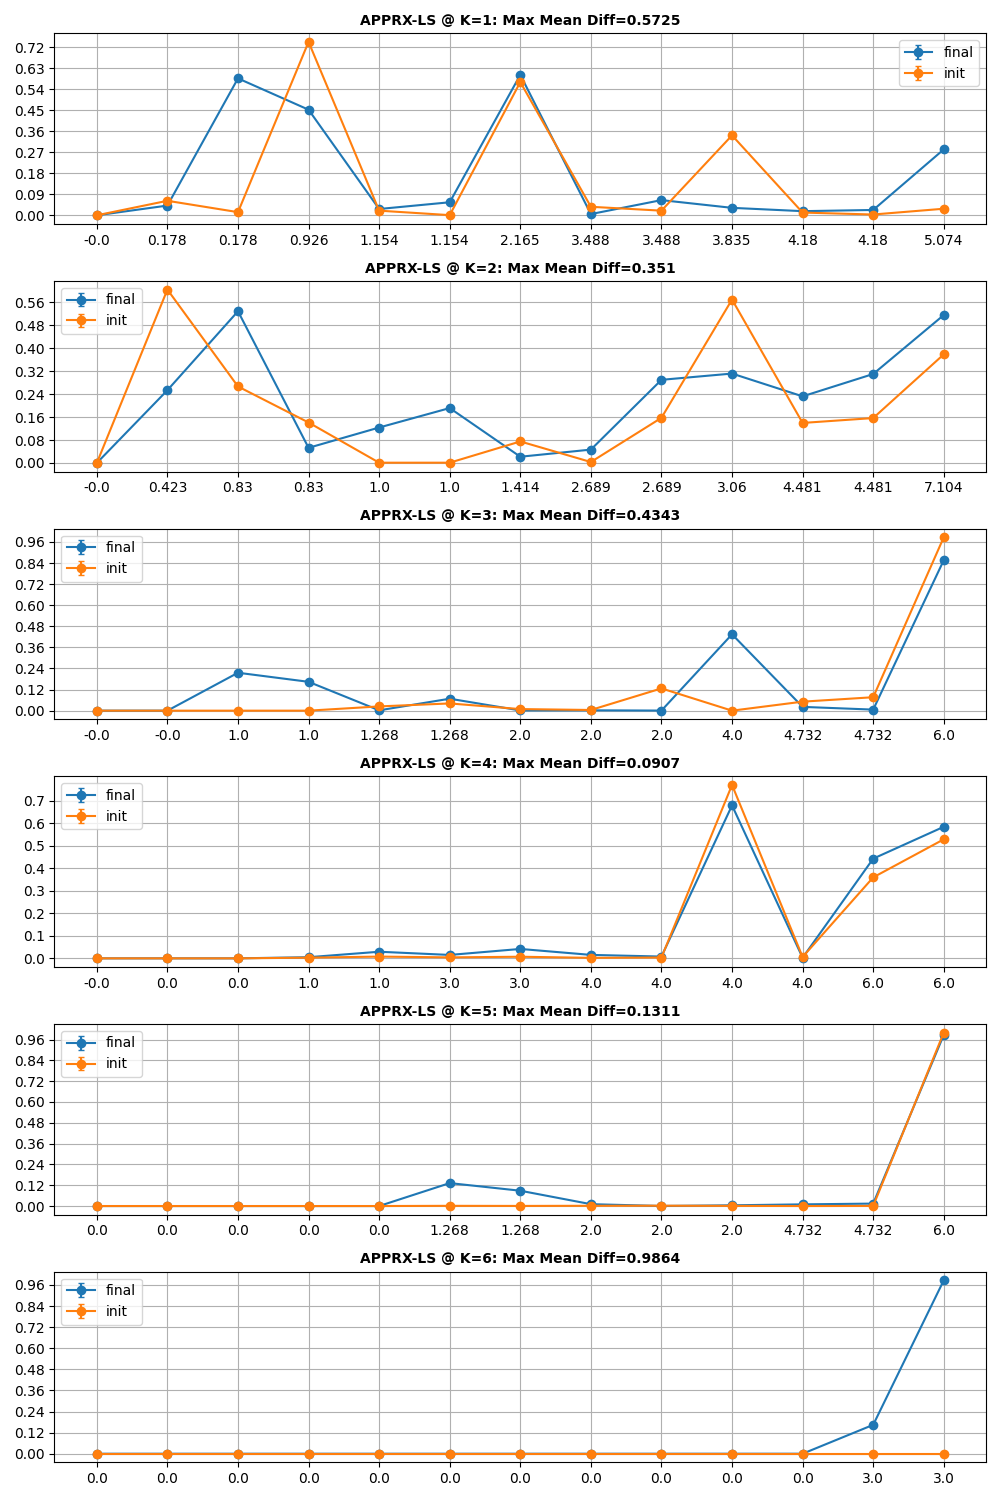 APPRX-LS @ K=1: Max Mean Diff=0.5725
0.72
0.63
0.54
0.45
0.36
0.27
0.18
0.09
0.00
final
init
-0.0 0.178 0.178 0.926 1.154 1.154 2.165 3.488 3.488 3.835 4.18 4.18 5.074
APPRX-LS @ K=2: Max Mean Diff=0.351
0.56
0.48
0.40
0.32
0.24
0.16
0.08
0.00
final
init
-0.0 0.423 0.83 0.83 1.0 1.0 1.414 2.689 2.689 3.06 4.481 4.481 7.104
APPRX-LS @ K=3: Max Mean Diff=0.4343
0.96
0.84
0.72
0.60
0.48
0.36
0.24
0.12
0.00
final
init
-0.0 -0.0 1.0 1.0 1.268 1.268 2.0 2.0 2.0 4.0 4.732 4.732 6.0
APPRX-LS @ K=4: Max Mean Diff=0.0907
0.7
0.6
0.5
0.4
0.3
0.2
0.1
0.0
final
init
-0.0 0.0 0.0 1.0 1.0 3.0 3.0 4.0 4.0 4.0 4.0 6.0 6.0
APPRX-LS @ K=5: Max Mean Diff=0.1311
0.96
0.84
0.72
0.60
0.48
0.36
0.24
0.12
0.00
final
init
0.0 0.0 0.0 0.0 0.0 1.268 1.268 2.0 2.0 2.0 4.732 4.732 6.0
APPRX-LS @ K=6: Max Mean Diff=0.9864
0.96
0.84
0.72
0.60
0.48
0.36
0.24
0.12
0.00
final
init
0.0 0.0 0.0 0.0 0.0 0.0 0.0 0.0 0.0 0.0 0.0 3.0 3.0